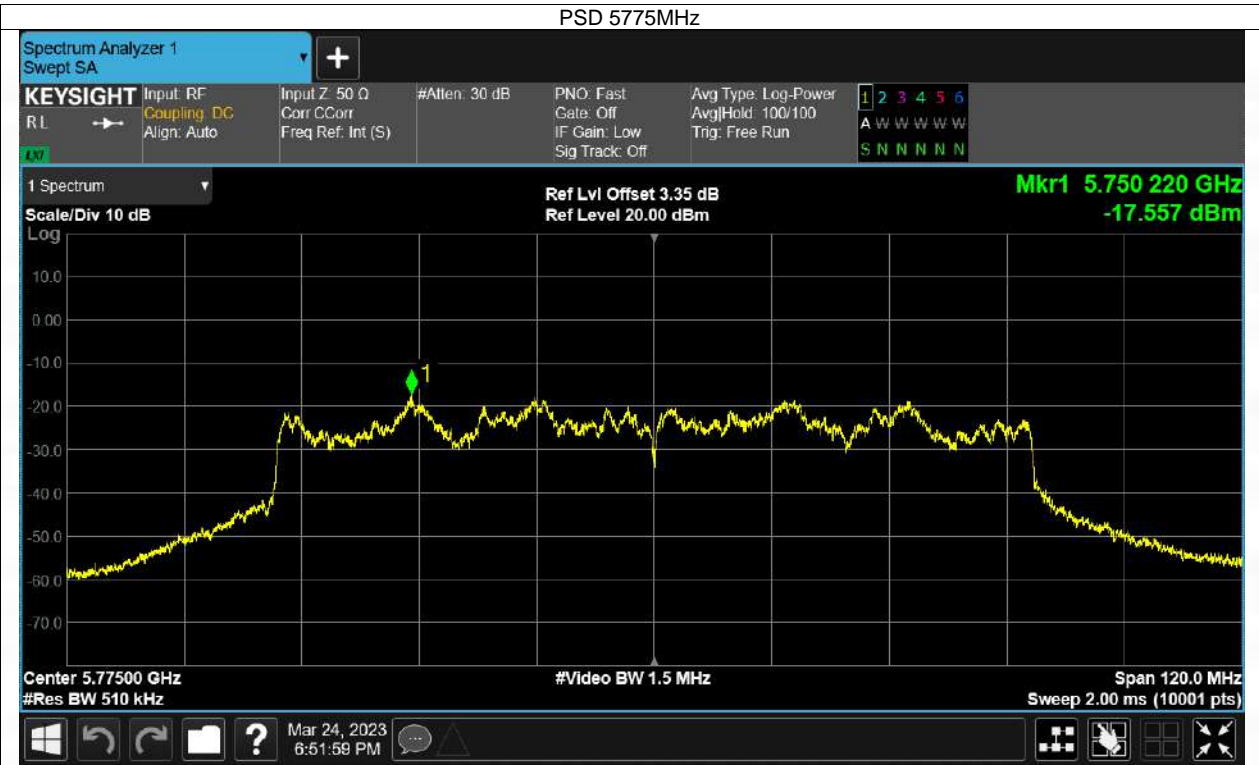 PSD 5775MHz
Spectrum Analyzer 1
Swept SA
+
KEYSIGHT
RL
LXI
Input: RF
Coupling: DC
Align: Auto
Input Z: 50 Ω
Corr CCorr
Freq Ref: Int (S)
#Atten: 30 dB
PNO: Fast
Gate: Off
IF Gain: Low
Sig Track: Off
Avg Type: Log-Power
Avg|Hold: 100/100
Trig: Free Run
1 2 3 4 5 6
A W W W W W
S N N N N N
1 Spectrum
Scale/Div 10 dB
Log
Ref Lvl Offset 3.35 dB
Ref Level 20.00 dBm
Mkr1 5.750 220 GHz
-17.557 dBm
10.0
0.00
-10.0
1
-20.0
-30.0
-40.0
-50.0
-60.0
-70.0
Center 5.77500 GHz
#Res BW 510 kHz
#Video BW 1.5 MHz
Span 120.0 MHz
Sweep 2.00 ms (10001 pts)
?
Mar 24, 2023
6:51:59 PM